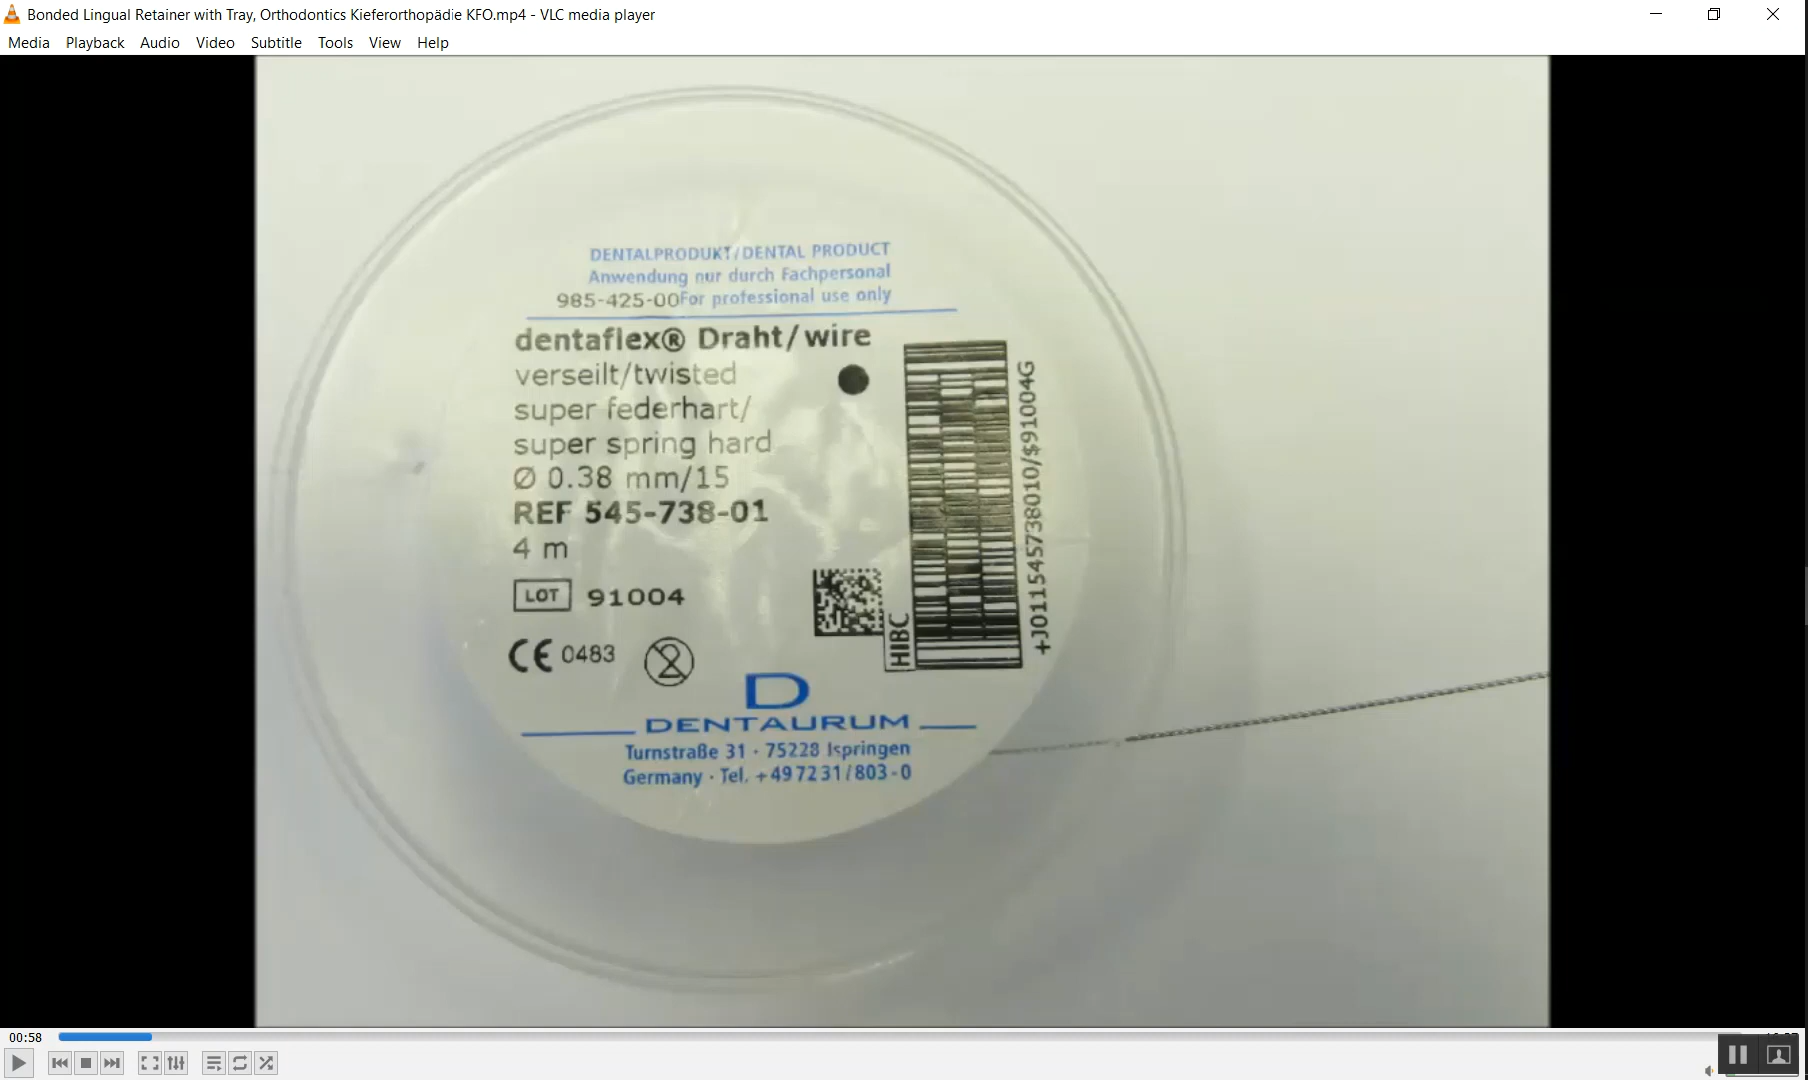 Bonded Lingual Retainer with Tray, Orthodontics Kieferorthopädie KFO.mp4 - VLC media player
Media Playback Audio Video Subtitle Tools View Help
DENTALPRODUKT/DENTAL PRODUCT
Anwendung nur durch Fachpersonal
985-425-00For professional use only
dentaflex® Draht/wire
verseilt/twisted
super federhart/
super spring hard
Ø 0.38 mm/15
REF 545-738-01
4 m
LOT 91004
CE 0483
2
HIBC
+J011545738010/$91004G
D
DENTAURUM
Turnstraße 31 · 75228 Ispringen
Germany · Tel. +497231/803-0
00:58